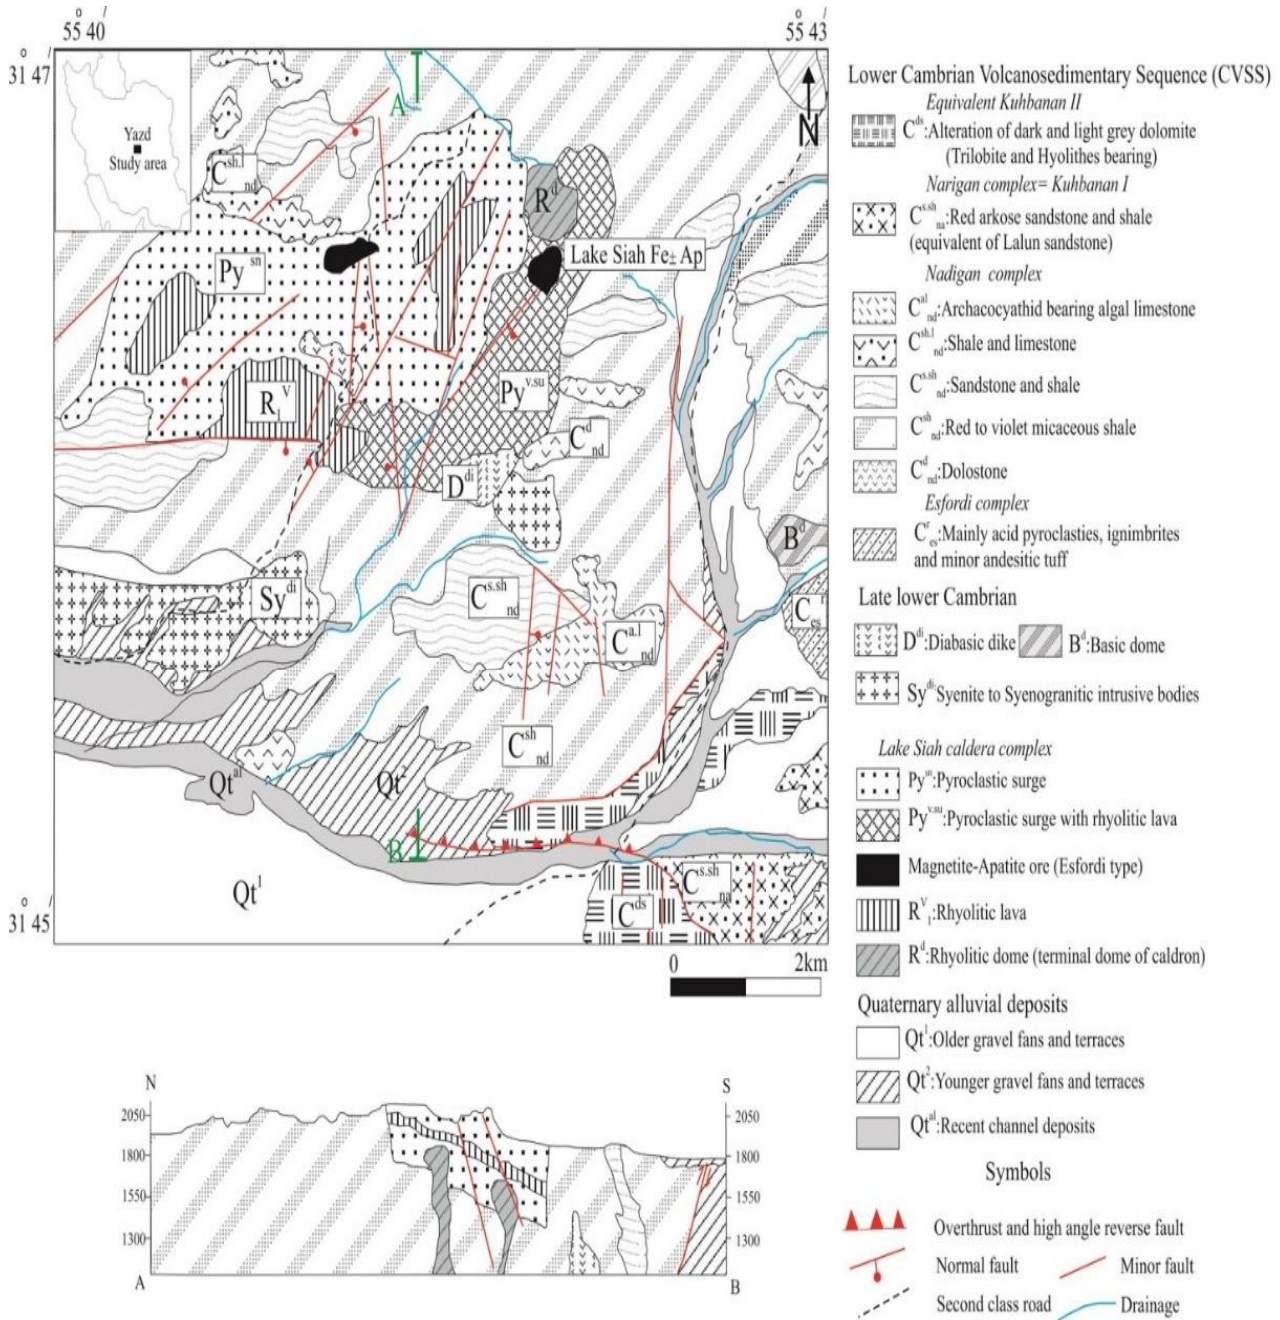 55 40
55 43
31 47
31 45
Yazd
Study area
A
N
C sh.l nd
R d
Lake Siah Fe± Ap
Py sn
R V 1
Py v.su
C d nd
D di
B d
Sy di
C s.sh nd
C a.l nd
C r es
C sh nd
Qt al
Qt 2
B
Qt 1
C ds
C s.sh na
0 2km
Lower Cambrian Volcanosedimentary Sequence (CVSS)
Equivalent Kuhbanan II
C ds:Alteration of dark and light grey dolomite
(Trilobite and Hyolithes bearing)
Narigan complex= Kuhbanan I
C s.sh na:Red arkose sandstone and shale
(equivalent of Lalun sandstone)
Nadigan complex
C al nd:Archacocyathid bearing algal limestone
C sh.l nd:Shale and limestone
C s.sh nd:Sandstone and shale
C sh nd:Red to violet micaceous shale
C d nd:Dolostone
Esfordi complex
C r es:Mainly acid pyroclasties, ignimbrites
and minor andesitic tuff
Late lower Cambrian
D di:Diabasic dike B d:Basic dome
Sy di:Syenite to Syenogranitic intrusive bodies
Lake Siah caldera complex
Py sn:Pyroclastic surge
Py v.su:Pyroclastic surge with rhyolitic lava
Magnetite-Apatite ore (Esfordi type)
R V 1:Rhyolitic lava
R d:Rhyolitic dome (terminal dome of caldron)
Quaternary alluvial deposits
Qt 1:Older gravel fans and terraces
Qt 2:Younger gravel fans and terraces
Qt al:Recent channel deposits
Symbols
Overthrust and high angle reverse fault
Normal fault Minor fault
Second class road Drainage
N S
2050 2050
1800 1800
1550 1550
1300 1300
A B